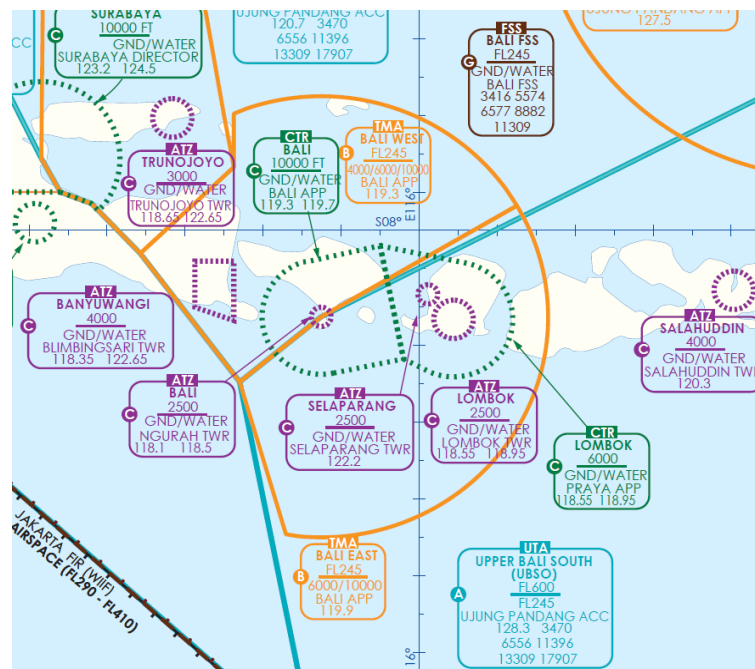 SURABAYA
10000 FT
C
GND/WATER
SURABAYA DIRECTOR
123.2 124.5
ACC
UJUNG PANDANG ACC
120.7 3470
6556 11396
13309 17907
FSS
BALI FSS
FL245
G
GND/WATER
BALI FSS
3416 5574
6577 8882
11309
127.5
ATZ
TRUNOJOYO
3000
C
GND/WATER
TRUNOJOYO TWR
118.65 122.65
CTR
BALI
10000 FT
C
GND/WATER
BALI APP
119.3 119.7
TMA
BALI WEST
FL245
B
4000/6000/10000
BALI APP
119.3
E116°
S08°
ATZ
BANYUWANGI
4000
C
GND/WATER
BLIMBINGSARI TWR
118.35 122.65
ATZ
BALI
2500
C
GND/WATER
NGURAH TWR
118.1 118.5
ATZ
SELAPARANG
2500
C
GND/WATER
SELAPARANG TWR
122.2
ATZ
LOMBOK
2500
C
GND/WATER
LOMBOK TWR
118.55 118.95
ATZ
SALAHUDDIN
4000
C
GND/WATER
SALAHUDDIN TWR
120.3
CTR
LOMBOK
6000
C
GND/WATER
PRAYA APP
118.55 118.95
JAKARTA FIR (WIIF)
AIRSPACE (FL290 - FL410)
TMA
BALI EAST
FL245
B
6000/10000
BALI APP
119.9
UTA
UPPER BALI SOUTH
(UBSO)
FL600
A
FL245
UJUNG PANDANG ACC
128.3 3470
6556 11396
13309 17907
16°